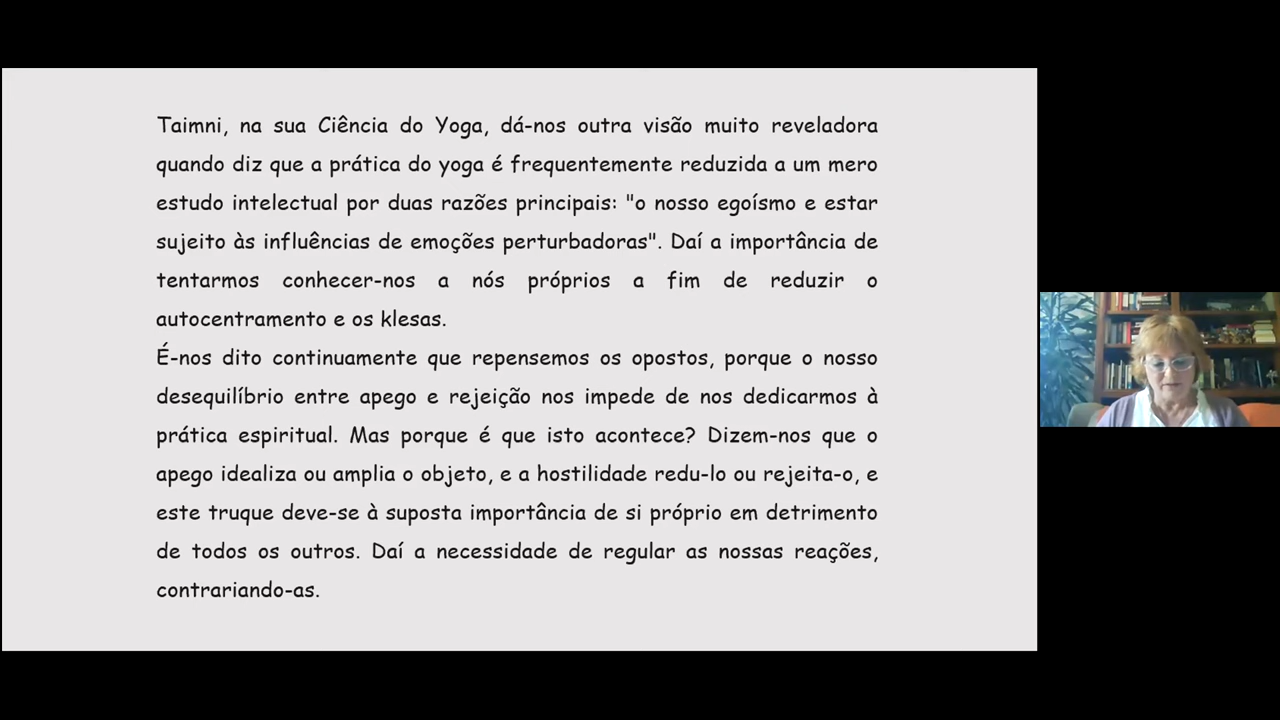 Taimni, na sua Ciência do Yoga, dá-nos outra visão muito reveladora
quando diz que a prática do yoga é frequentemente reduzida a um mero
estudo intelectual por duas razões principais: "o nosso egoísmo e estar
sujeito às influências de emoções perturbadoras". Daí a importância de
tentarmos conhecer-nos a nós próprios a fim de reduzir o
autocentramento e os klesas.
É-nos dito continuamente que repensemos os opostos, porque o nosso
desequilíbrio entre apego e rejeição nos impede de nos dedicarmos à
prática espiritual. Mas porque é que isto acontece? Dizem-nos que o
apego idealiza ou amplia o objeto, e a hostilidade redu-lo ou rejeita-o, e
este truque deve-se à suposta importância de si próprio em detrimento
de todos os outros. Daí a necessidade de regular as nossas reações,
contrariando-as.